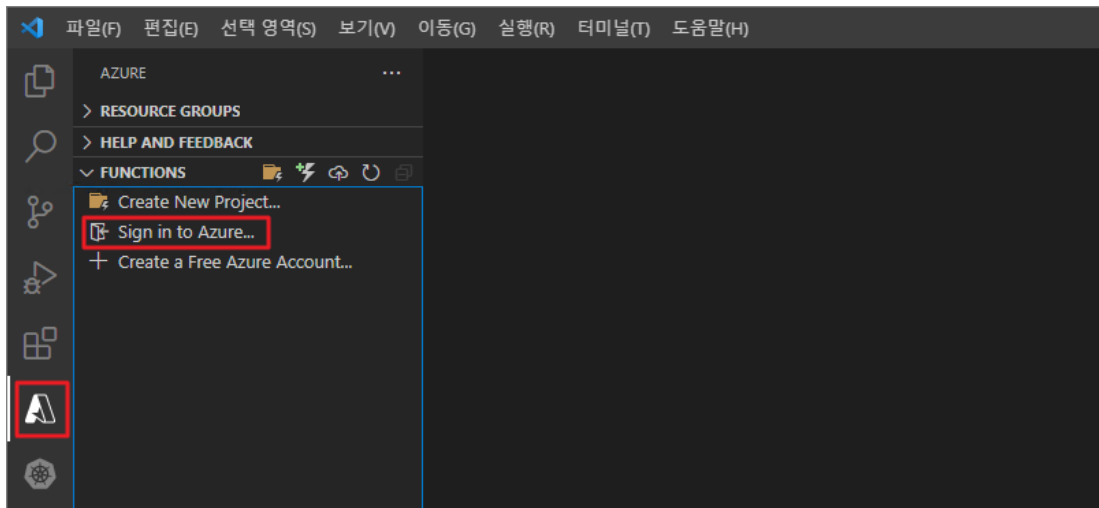 파일(F) 편집(E) 선택 영역(S) 보기(V) 이동(G) 실행(R) 터미널(T) 도움말(H)
AZURE ...
RESOURCE GROUPS
HELP AND FEEDBACK
FUNCTIONS
Create New Project...
Sign in to Azure...
Create a Free Azure Account...